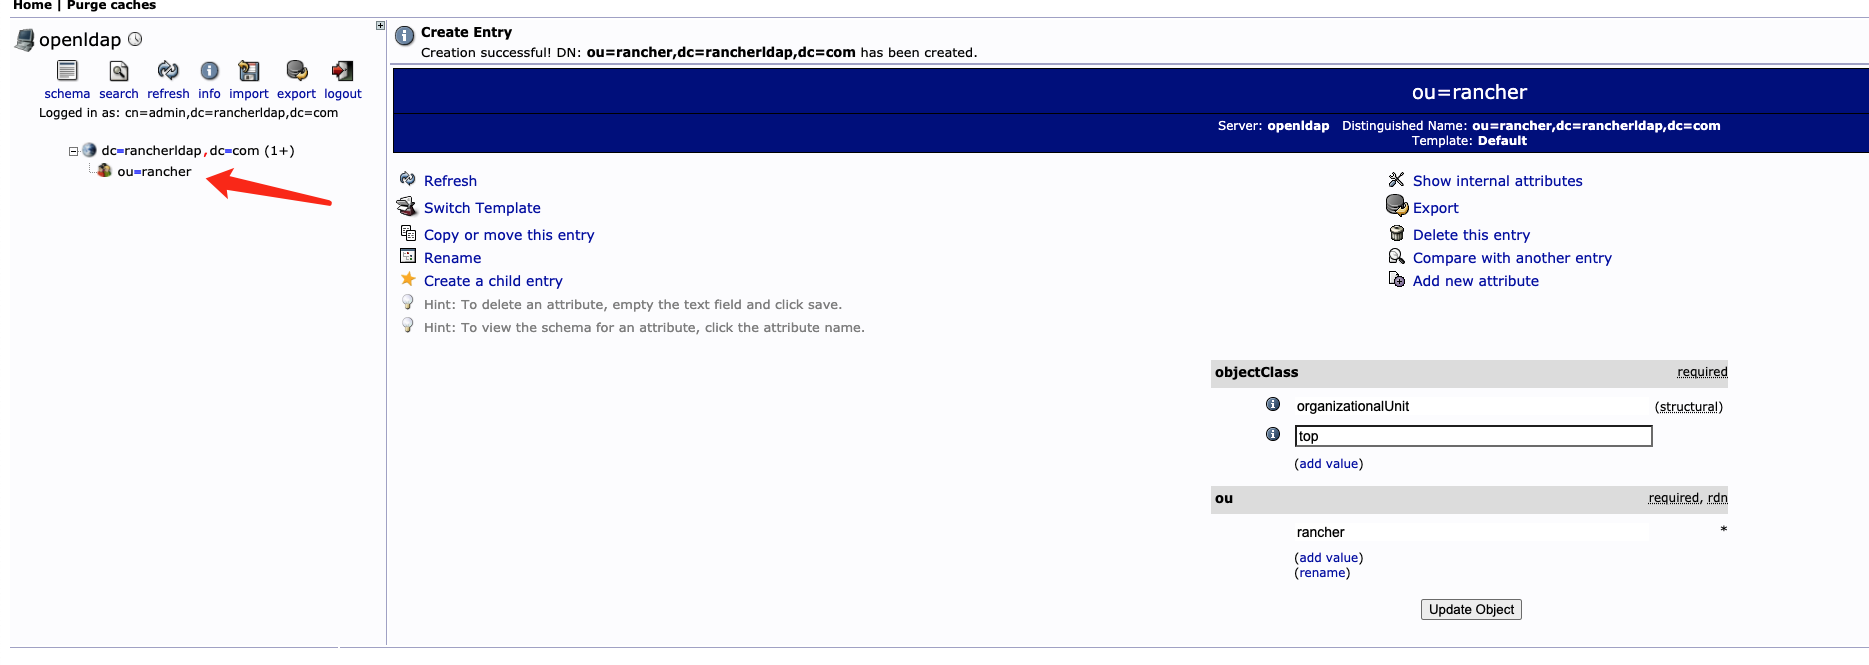 Home | Purge caches
openldap
schema search refresh info import export logout
Logged in as: cn=admin,dc=rancherldap,dc=com
dc=rancherldap,dc=com (1+)
ou=rancher
Create Entry
Creation successful! DN: ou=rancher,dc=rancherldap,dc=com has been created.
ou=rancher
Server: openldap Distinguished Name: ou=rancher,dc=rancherldap,dc=com
Template: Default
Refresh
Switch Template
Copy or move this entry
Rename
Create a child entry
Hint: To delete an attribute, empty the text field and click save.
Hint: To view the schema for an attribute, click the attribute name.
Show internal attributes
Export
Delete this entry
Compare with another entry
Add new attribute
objectClass required
organizationalUnit (structural)
top
(add value)
ou required, rdn
rancher *
(add value)
(rename)
Update Object